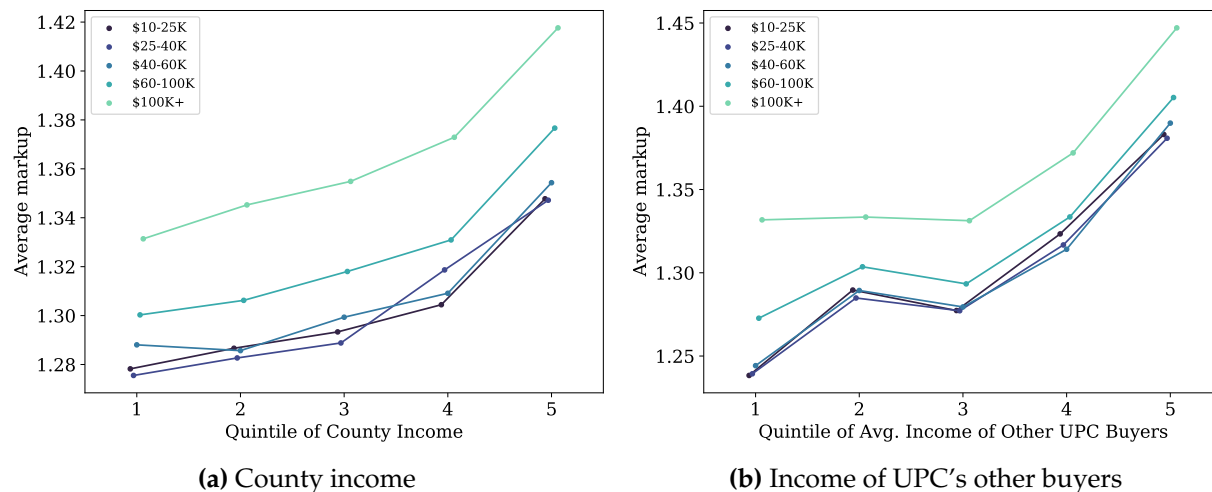 1.42
1.40
1.38
1.36
1.34
1.32
1.30
1.28
Average markup
$10-25K
$25-40K
$40-60K
$60-100K
$100K+
1 2 3 4 5
Quintile of County Income
(a) County income
1.45
1.40
1.35
1.30
1.25
Average markup
$10-25K
$25-40K
$40-60K
$60-100K
$100K+
1 2 3 4 5
Quintile of Avg. Income of Other UPC Buyers
(b) Income of UPC's other buyers